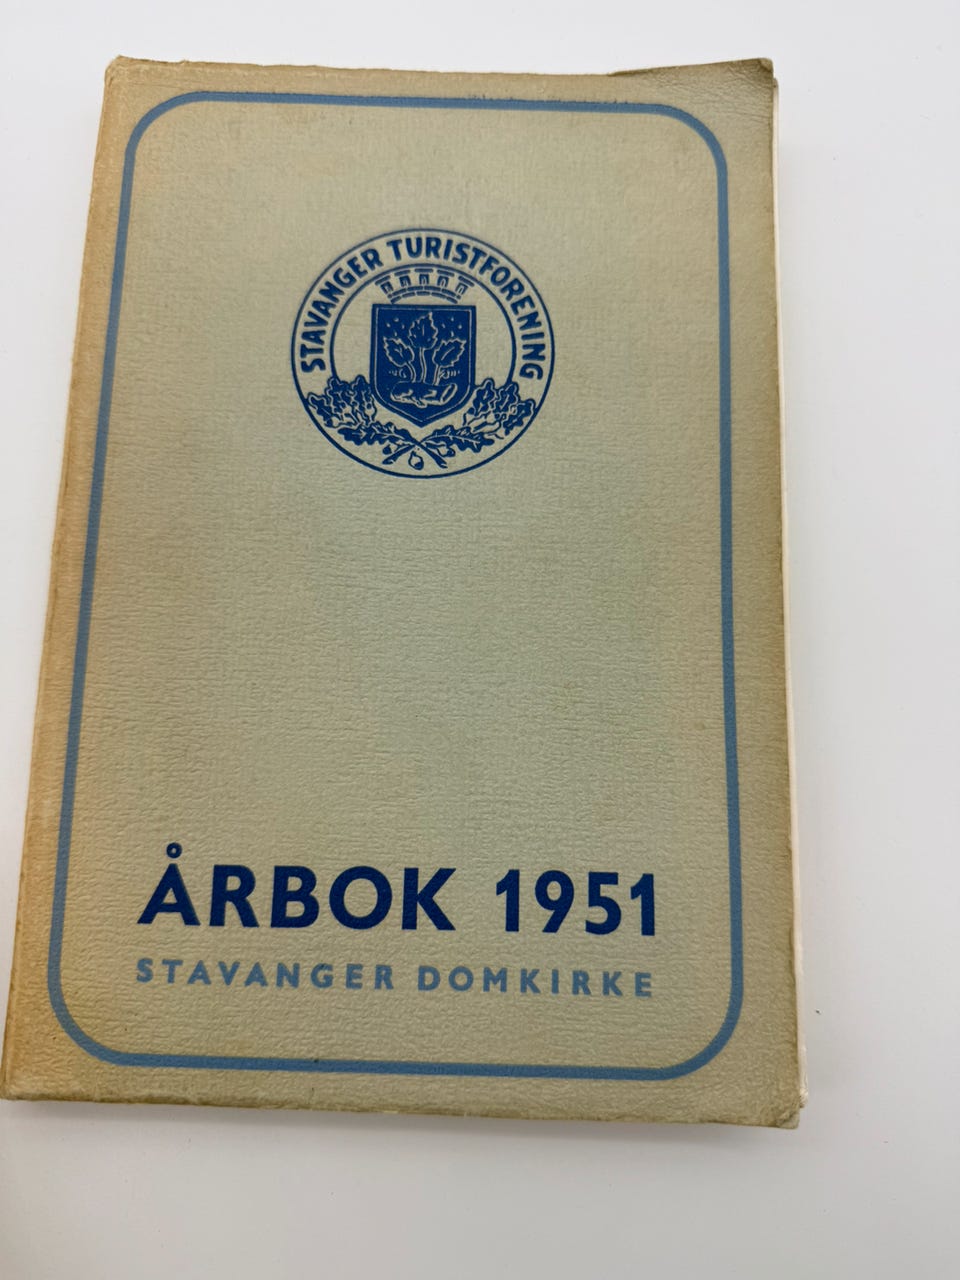 STAVANGER TURISTFORENING
ÅRBOK 1951
STAVANGER DOMKIRKE